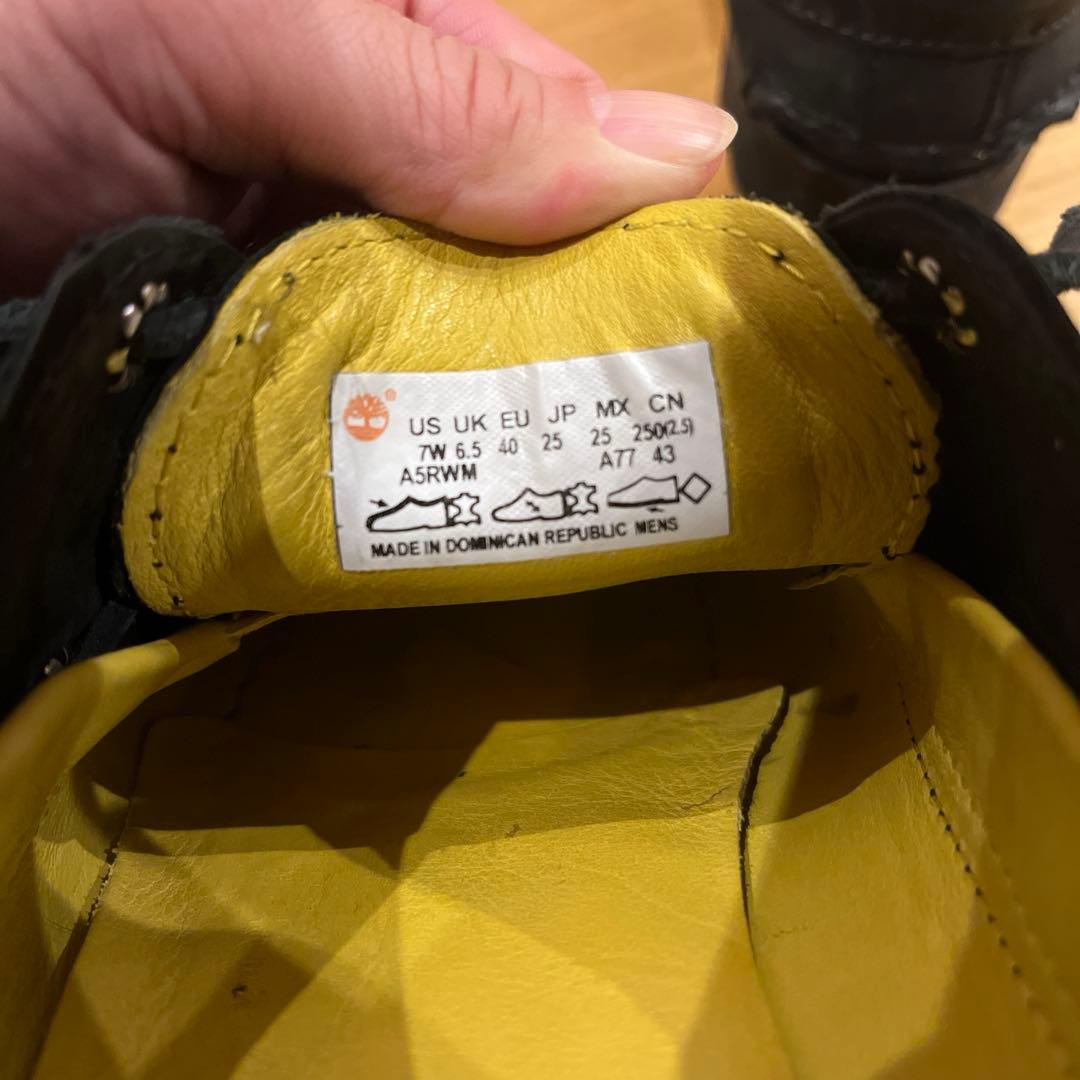 ®
US UK EU JP MX CN
7W 6.5 40 25 25 250(2.5)
A5RWM A77 43
MADE IN DOMINICAN REPUBLIC MENS